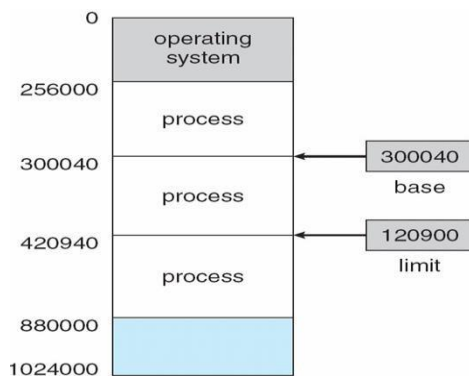 0
operating
system
256000
process
300040
300040
base
process
420940
120900
limit
process
880000
1024000